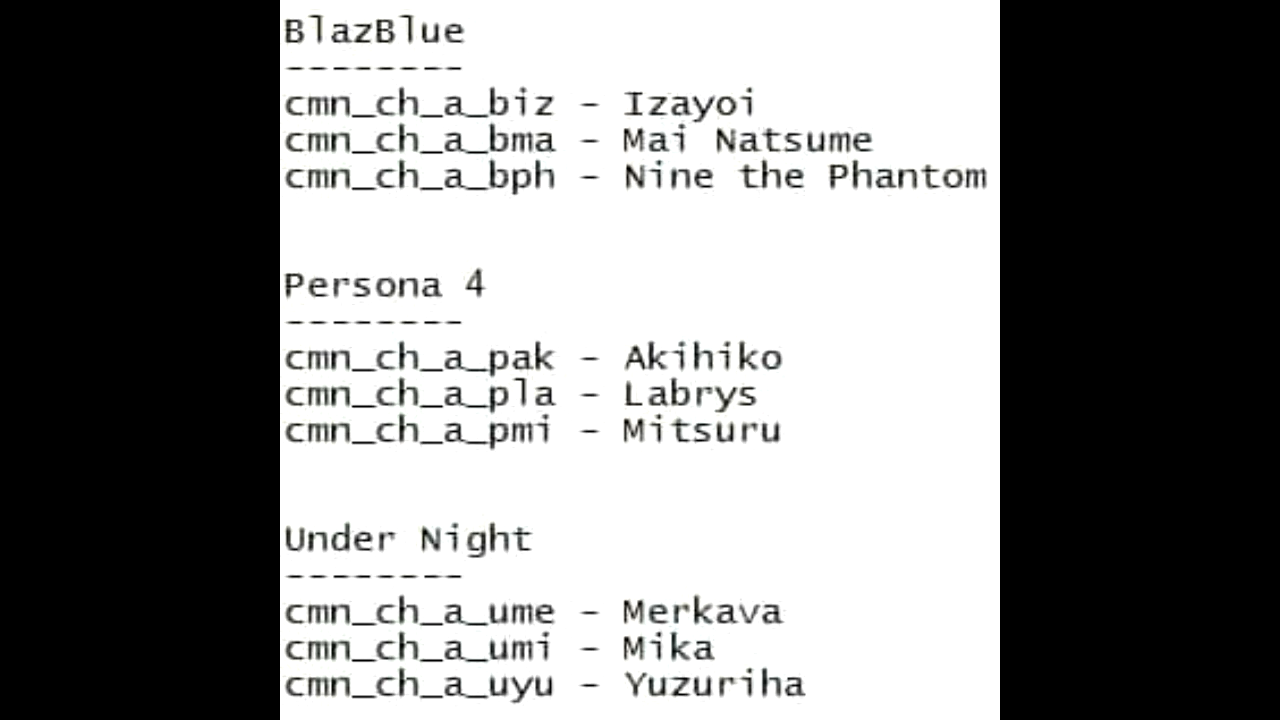 BlazBlue
--------
cmn_ch_a_biz - Izayoi
cmn_ch_a_bma - Mai Natsume
cmn_ch_a_bph - Nine the Phantom
Persona 4
--------
cmn_ch_a_pak - Akihiko
cmn_ch_a_pla - Labrys
cmn_ch_a_pmi - Mitsuru
Under Night
--------
cmn_ch_a_ume - Merkava
cmn_ch_a_umi - Mika
cmn_ch_a_uyu - Yuzuriha